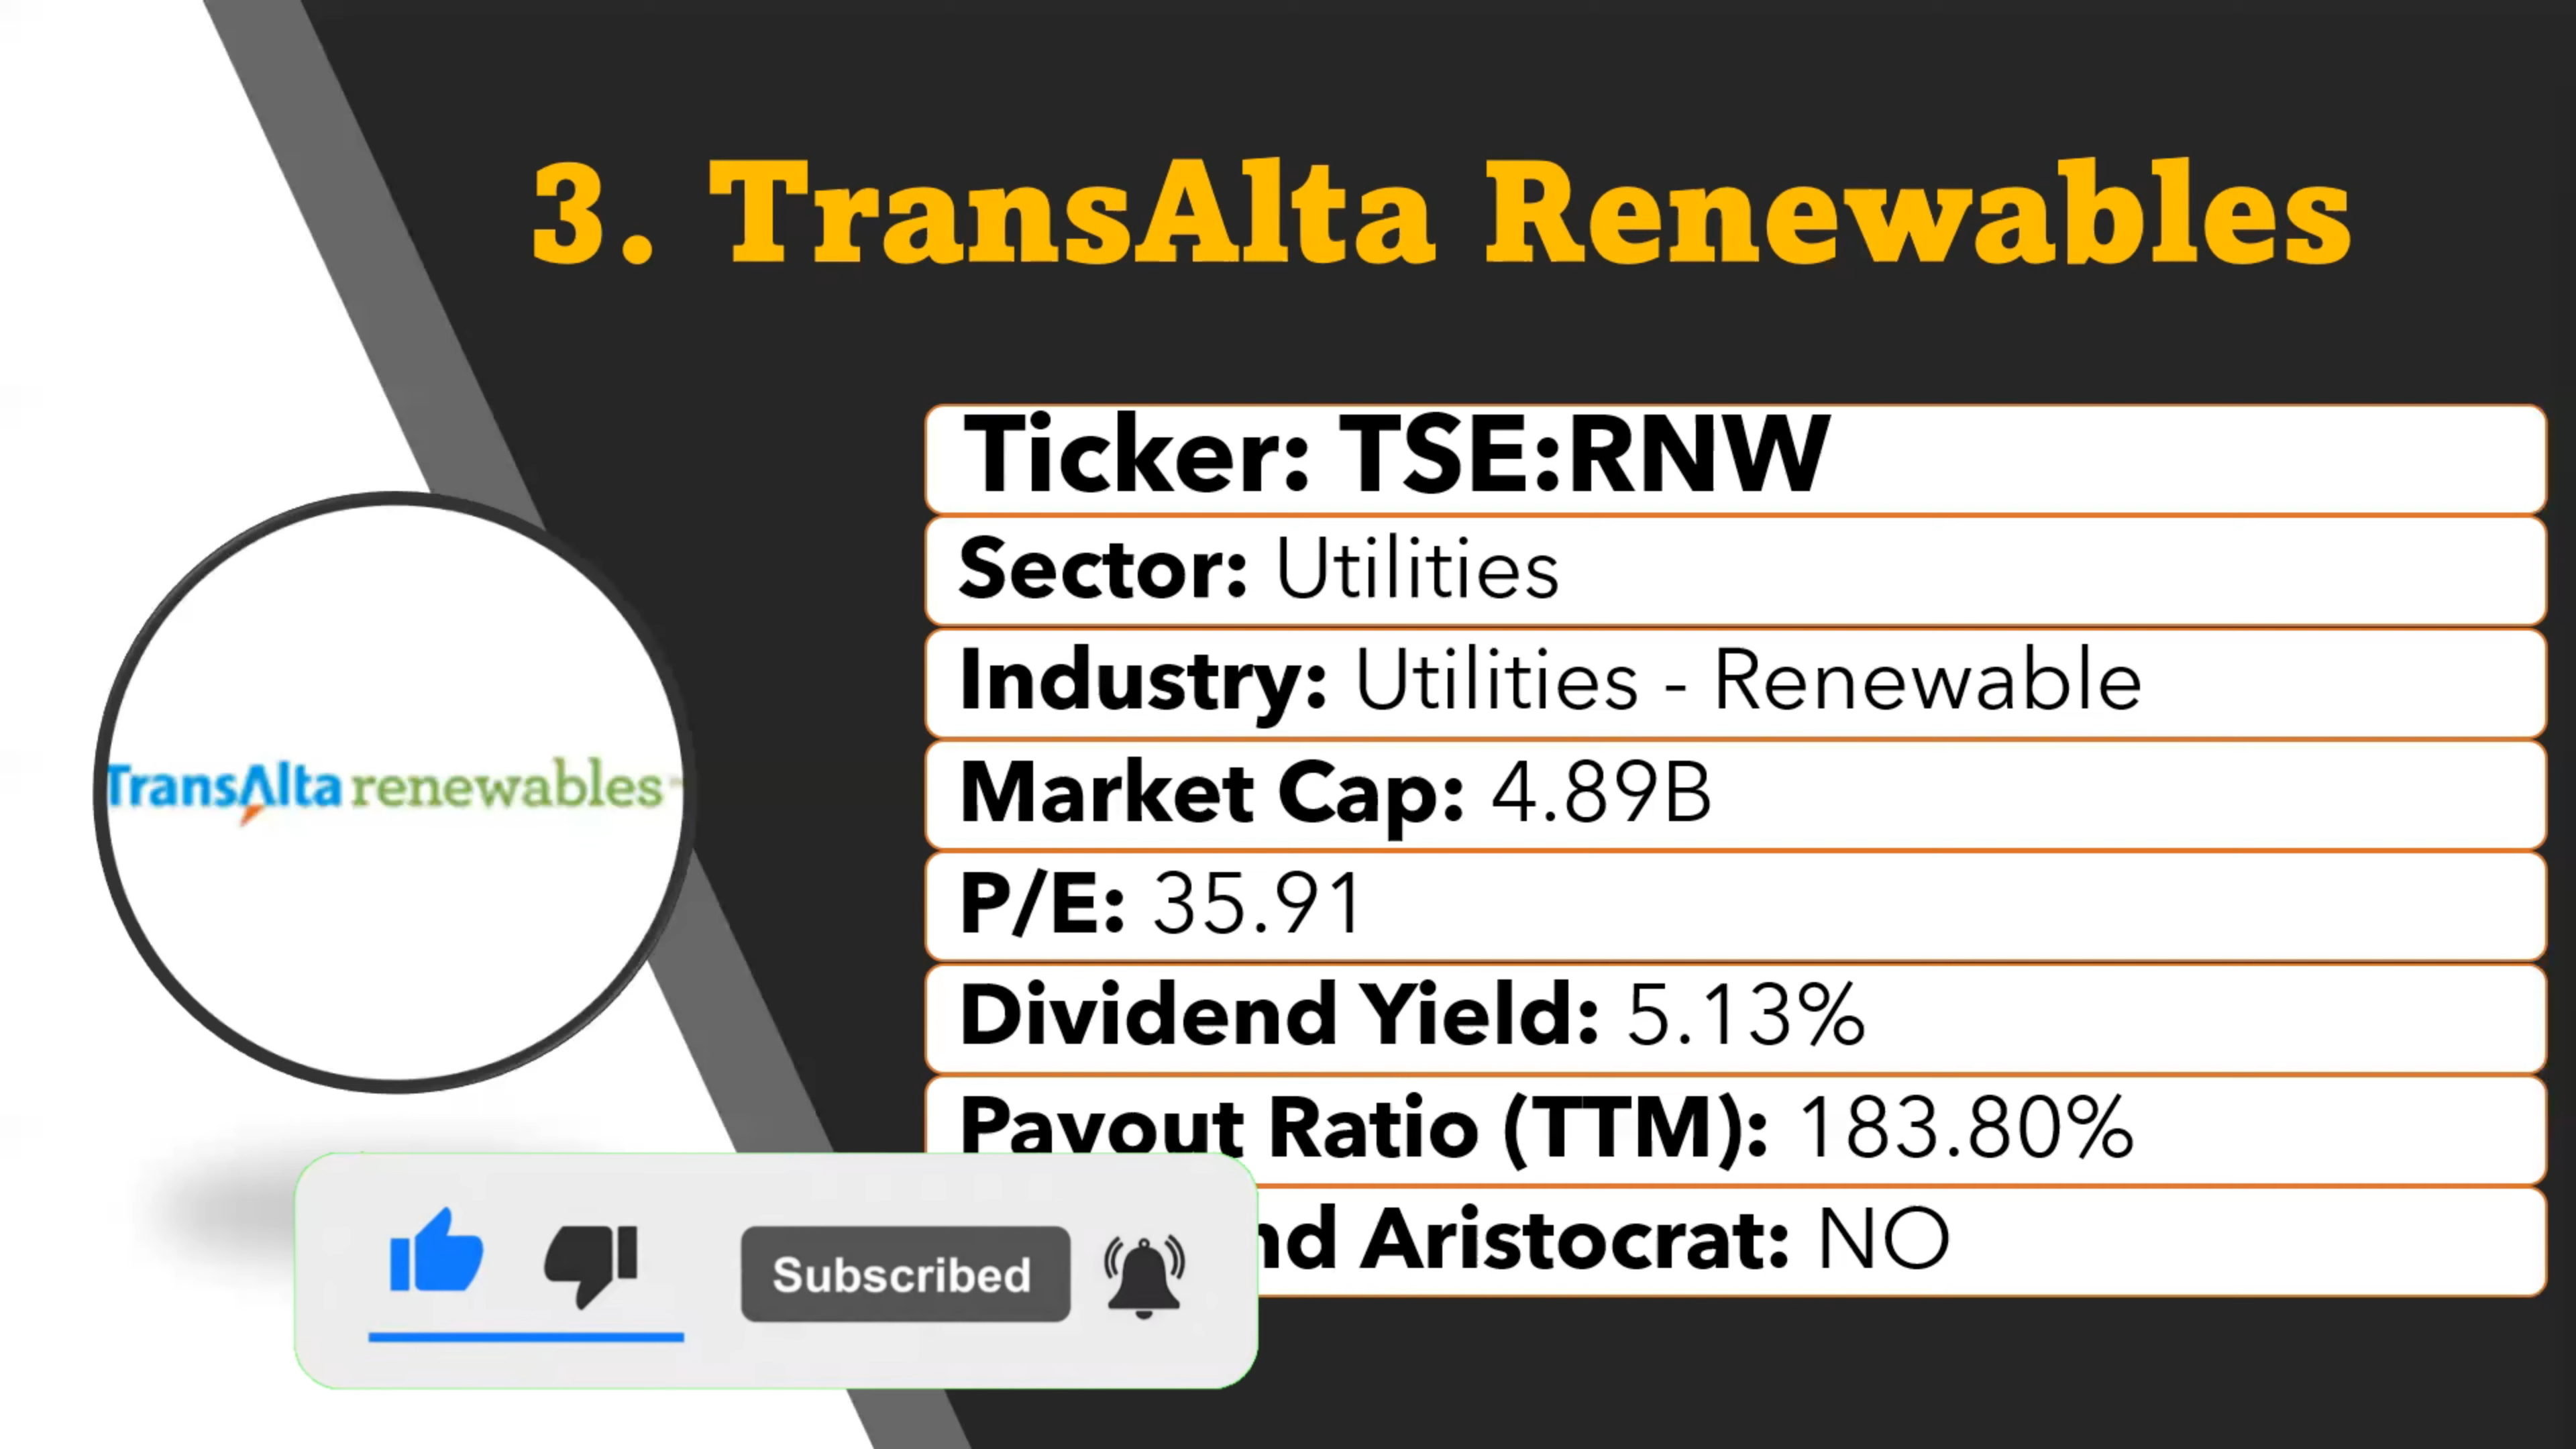 3. TransAlta Renewables
Ticker: TSE:RNW
Sector: Utilities
Industry: Utilities - Renewable
TransAlta renewables
Market Cap: 4.89B
P/E: 35.91
Dividend Yield: 5.13%
Payout Ratio (TTM): 183.80%
nd Aristocrat: NO
Subscribed